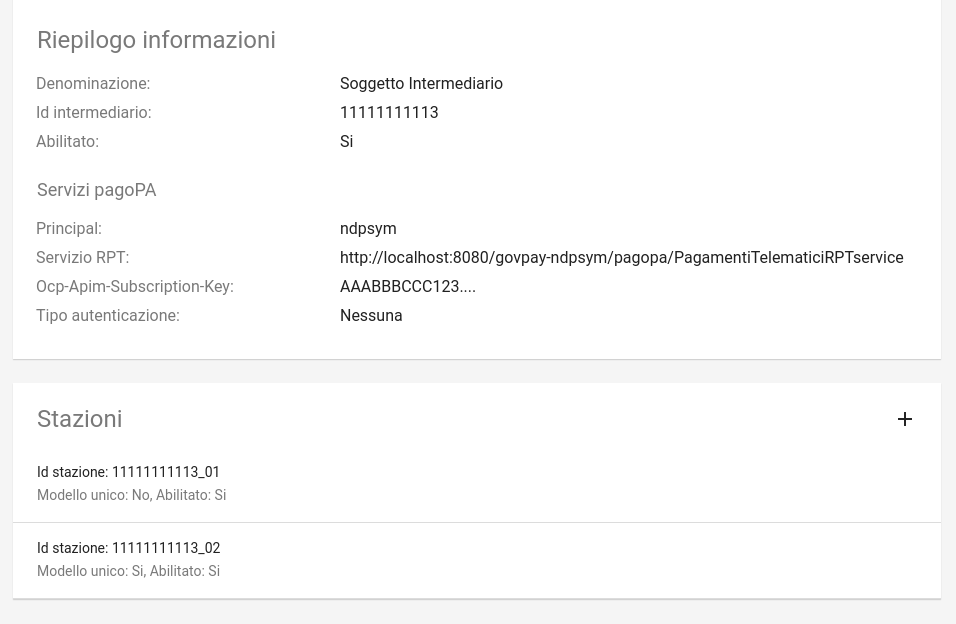 Riepilogo informazioni
Denominazione: Soggetto Intermediario
Id intermediario: 11111111113
Abilitato: Si
Servizi pagoPA
Principal: ndpsym
Servizio RPT: http://localhost:8080/govpay-ndpsym/pagopa/PagamentiTelematiciRPTservice
Ocp-Apim-Subscription-Key: AAABBBCCC123....
Tipo autenticazione: Nessuna
Stazioni
Id stazione: 11111111113_01
Modello unico: No, Abilitato: Si
Id stazione: 11111111113_02
Modello unico: Si, Abilitato: Si